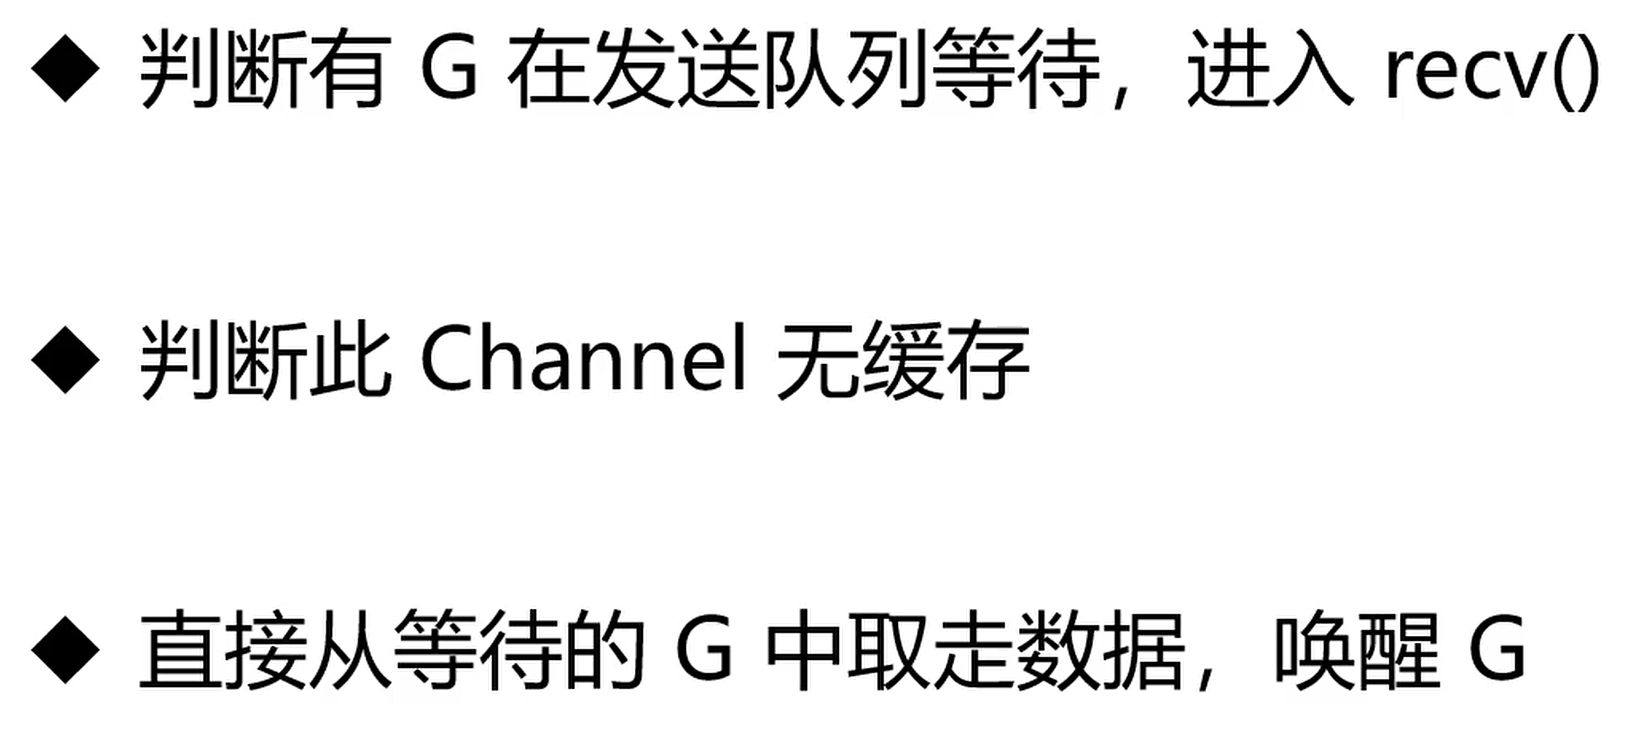 ◆ 判断有 G 在发送队列等待，进入 recv()
◆ 判断此 Channel 无缓存
◆ 直接从等待的 G 中取走数据，唤醒 G